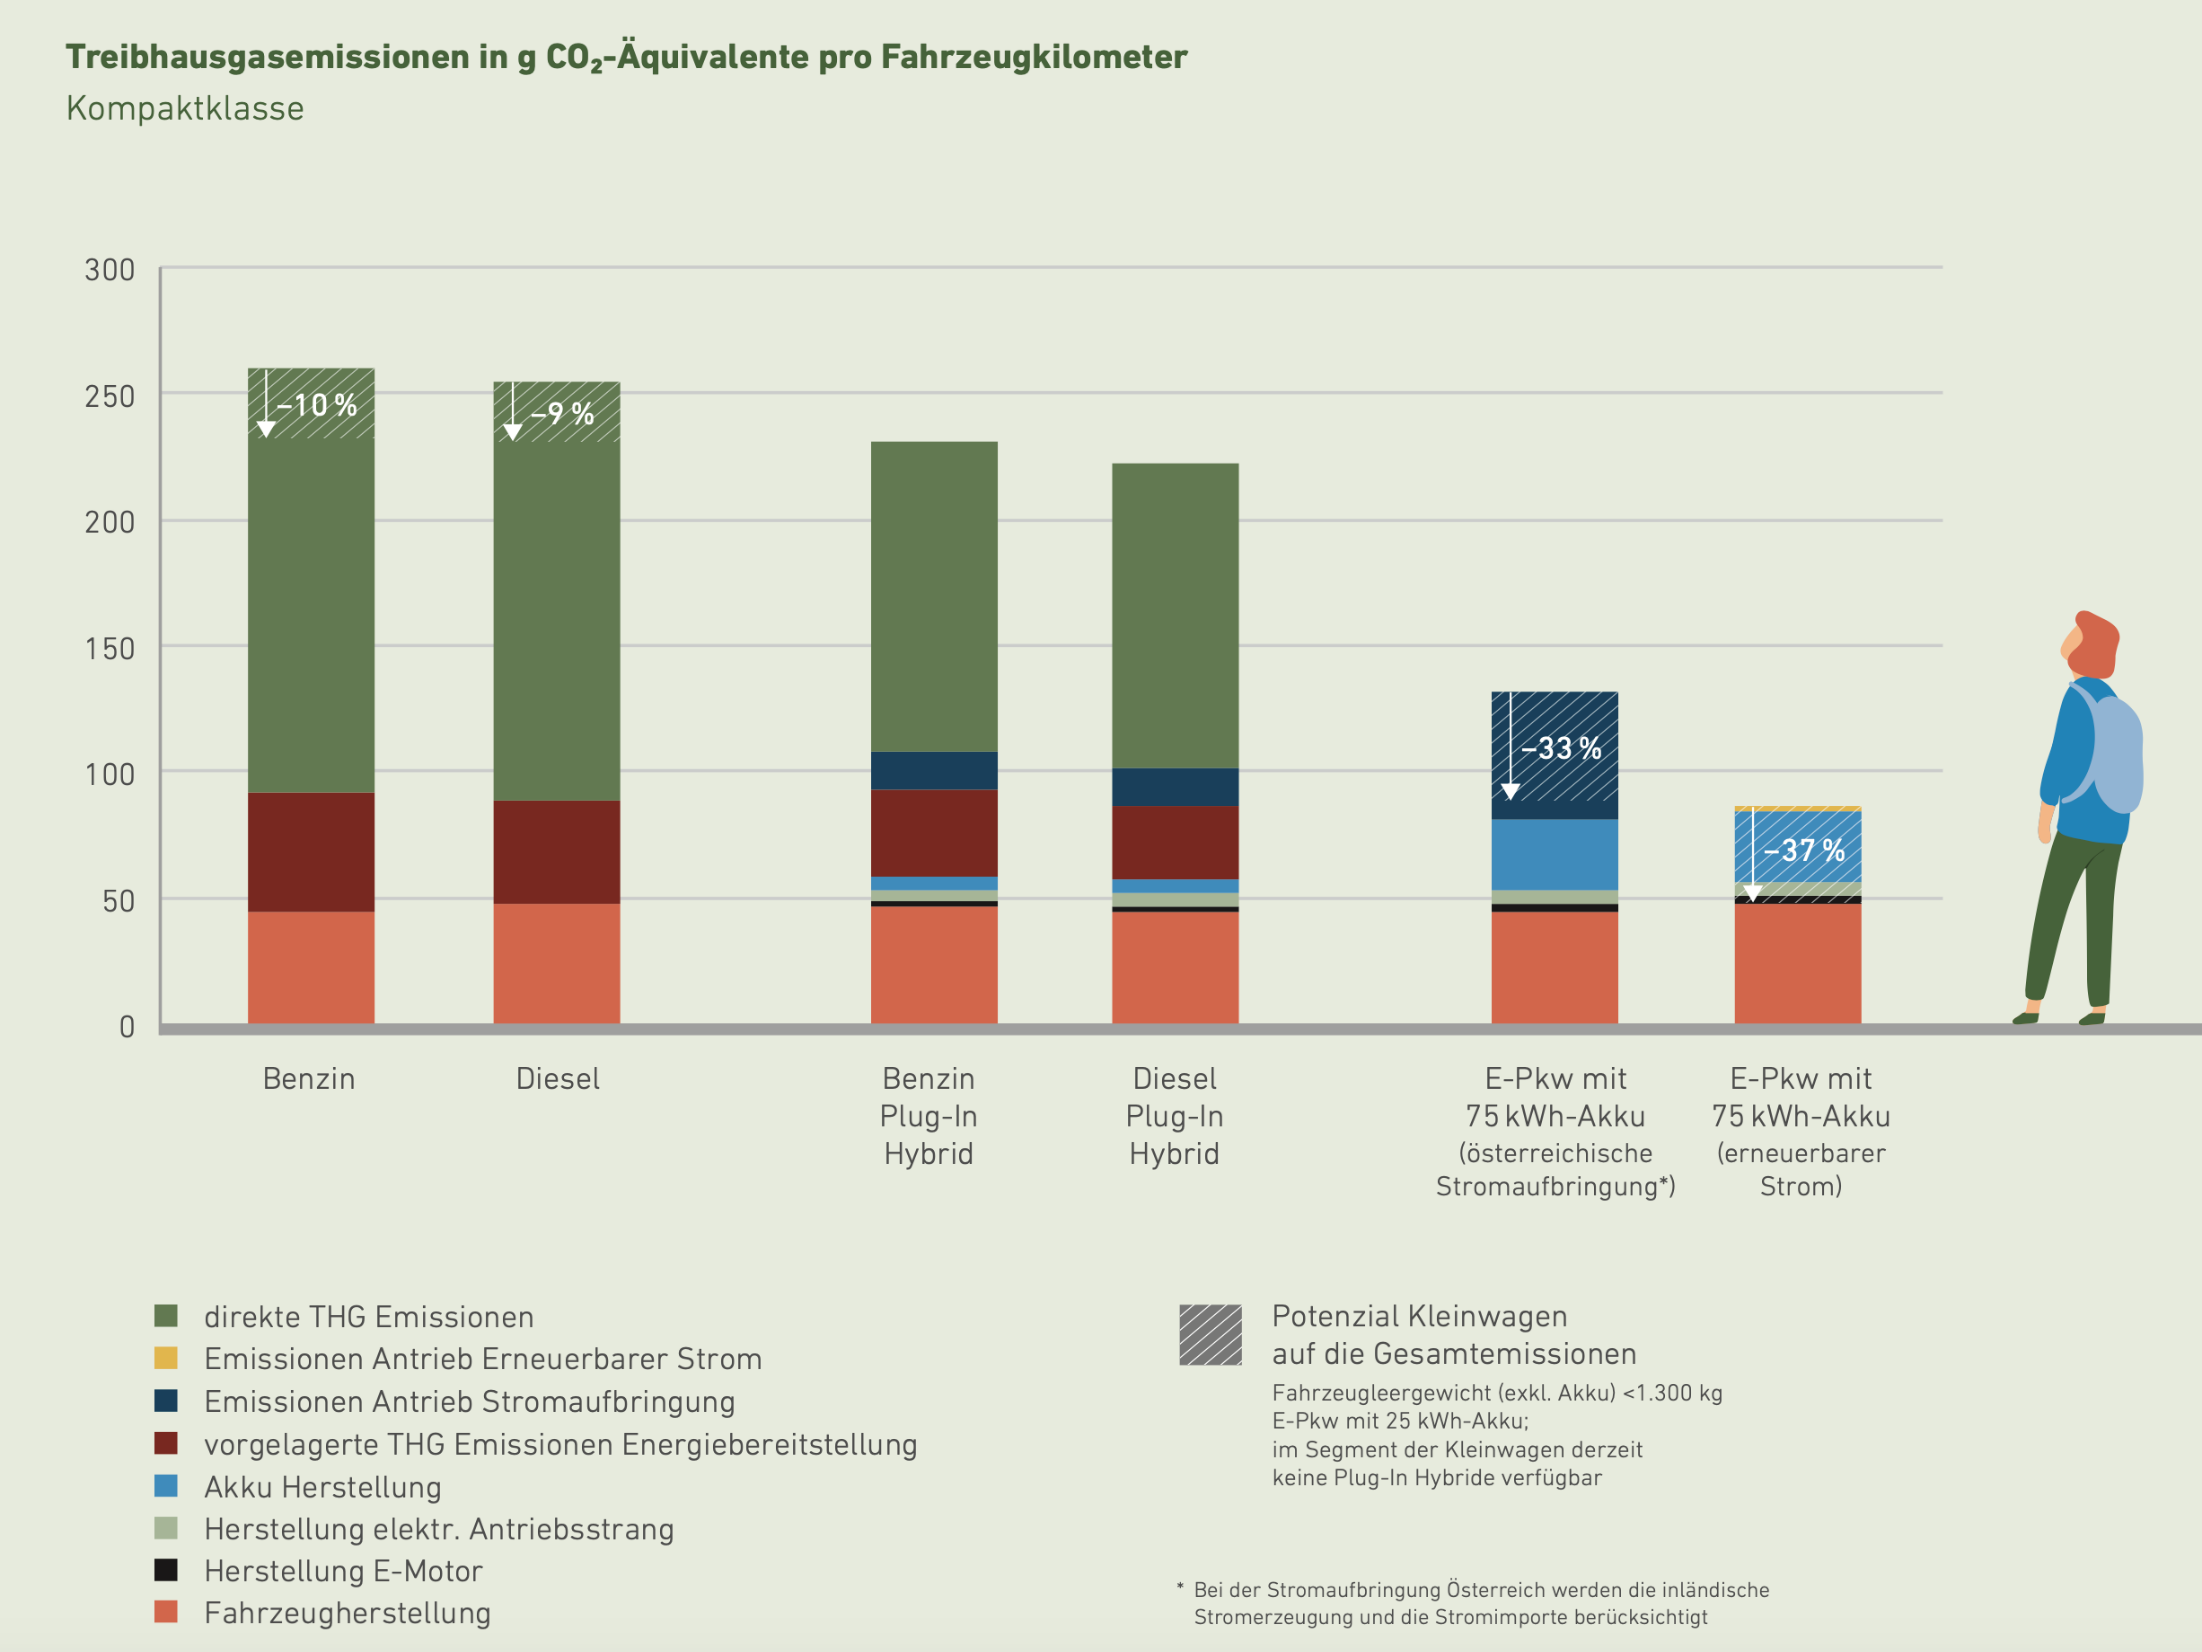 Treibhausgasemissionen in g CO₂-Äquivalente pro Fahrzeugkilometer
Kompaktklasse
300
250
200
150
100
50
0
–10 %
–9 %
–33 %
–37 %
Benzin
Diesel
Benzin
Plug-In
Hybrid
Diesel
Plug-In
Hybrid
E-Pkw mit
75 kWh-Akku
(österreichische
Stromaufbringung*)
E-Pkw mit
75 kWh-Akku
(erneuerbarer
Strom)
direkte THG Emissionen
Emissionen Antrieb Erneuerbarer Strom
Emissionen Antrieb Stromaufbringung
vorgelagerte THG Emissionen Energiebereitstellung
Akku Herstellung
Herstellung elektr. Antriebsstrang
Herstellung E-Motor
Fahrzeugherstellung
Potenzial Kleinwagen
auf die Gesamtemissionen
Fahrzeugleergewicht (exkl. Akku) <1.300 kg
E-Pkw mit 25 kWh-Akku;
im Segment der Kleinwagen derzeit
keine Plug-In Hybride verfügbar
* Bei der Stromaufbringung Österreich werden die inländische
Stromerzeugung und die Stromimporte berücksichtigt